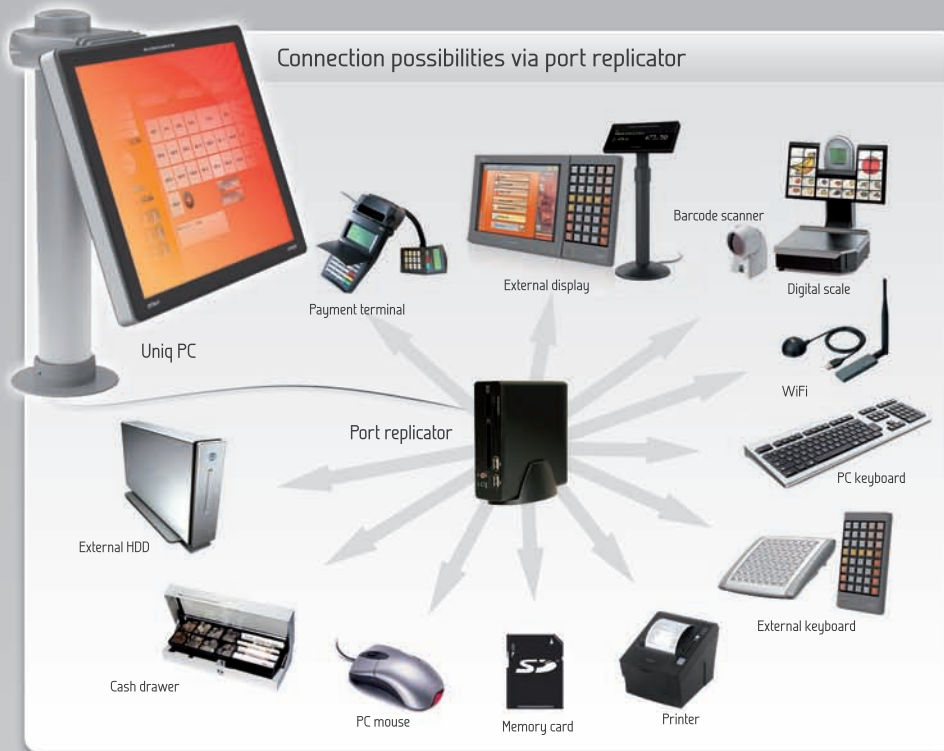 Connection possibilities via port replicator
Payment terminal
External display
Barcode scanner
Digital scale
Uniq PC
WiFi
Port replicator
PC keyboard
External HDD
External keyboard
Cash drawer
PC mouse
Memory card
Printer
SD